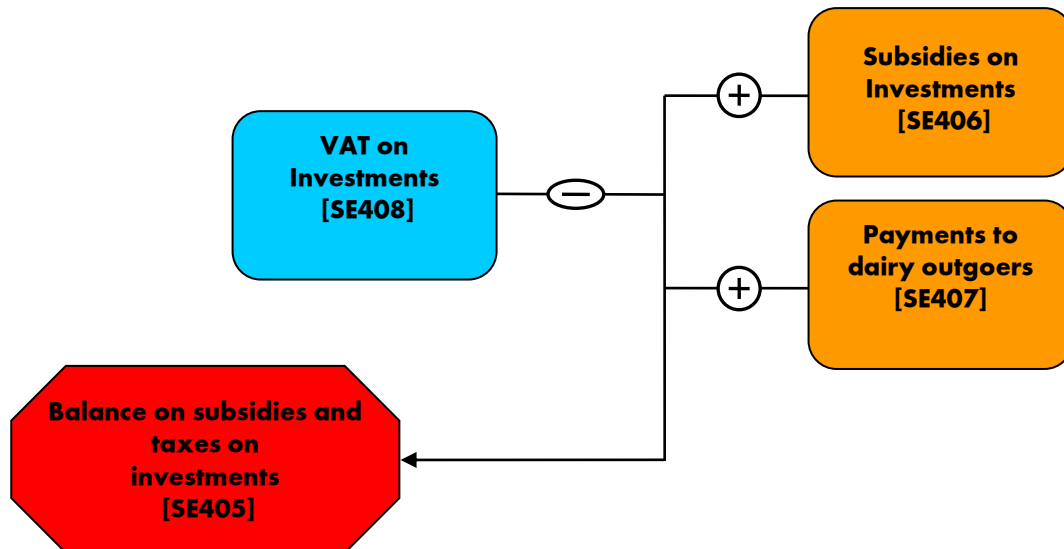 Subsidies on
Investments
[SE406]
+
VAT on
Investments
[SE408]
−
Payments to
dairy outgoers
[SE407]
+
Balance on subsidies and
taxes on
investments
[SE405]